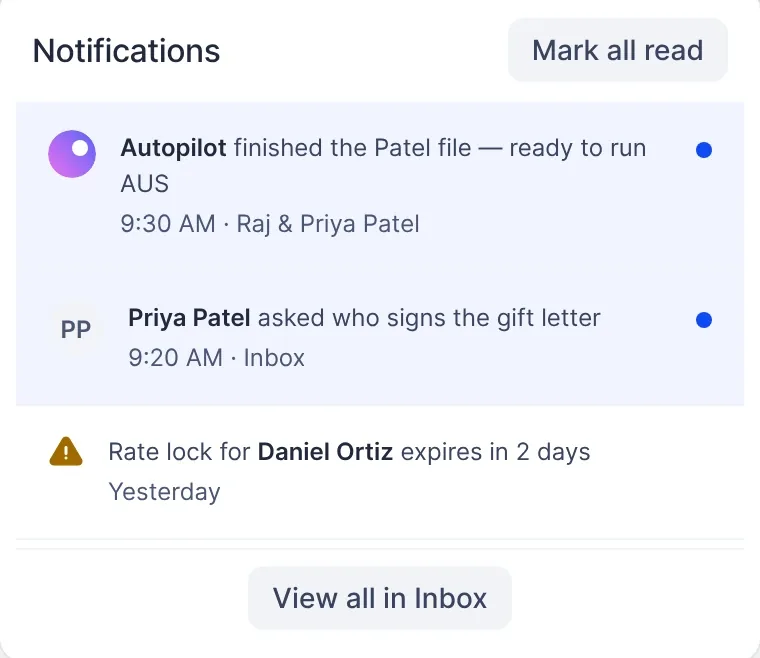 Notifications
Mark all read
Autopilot finished the Patel file — ready to run
AUS
9:30 AM · Raj & Priya Patel
PP
Priya Patel asked who signs the gift letter
9:20 AM · Inbox
Rate lock for Daniel Ortiz expires in 2 days
Yesterday
View all in Inbox